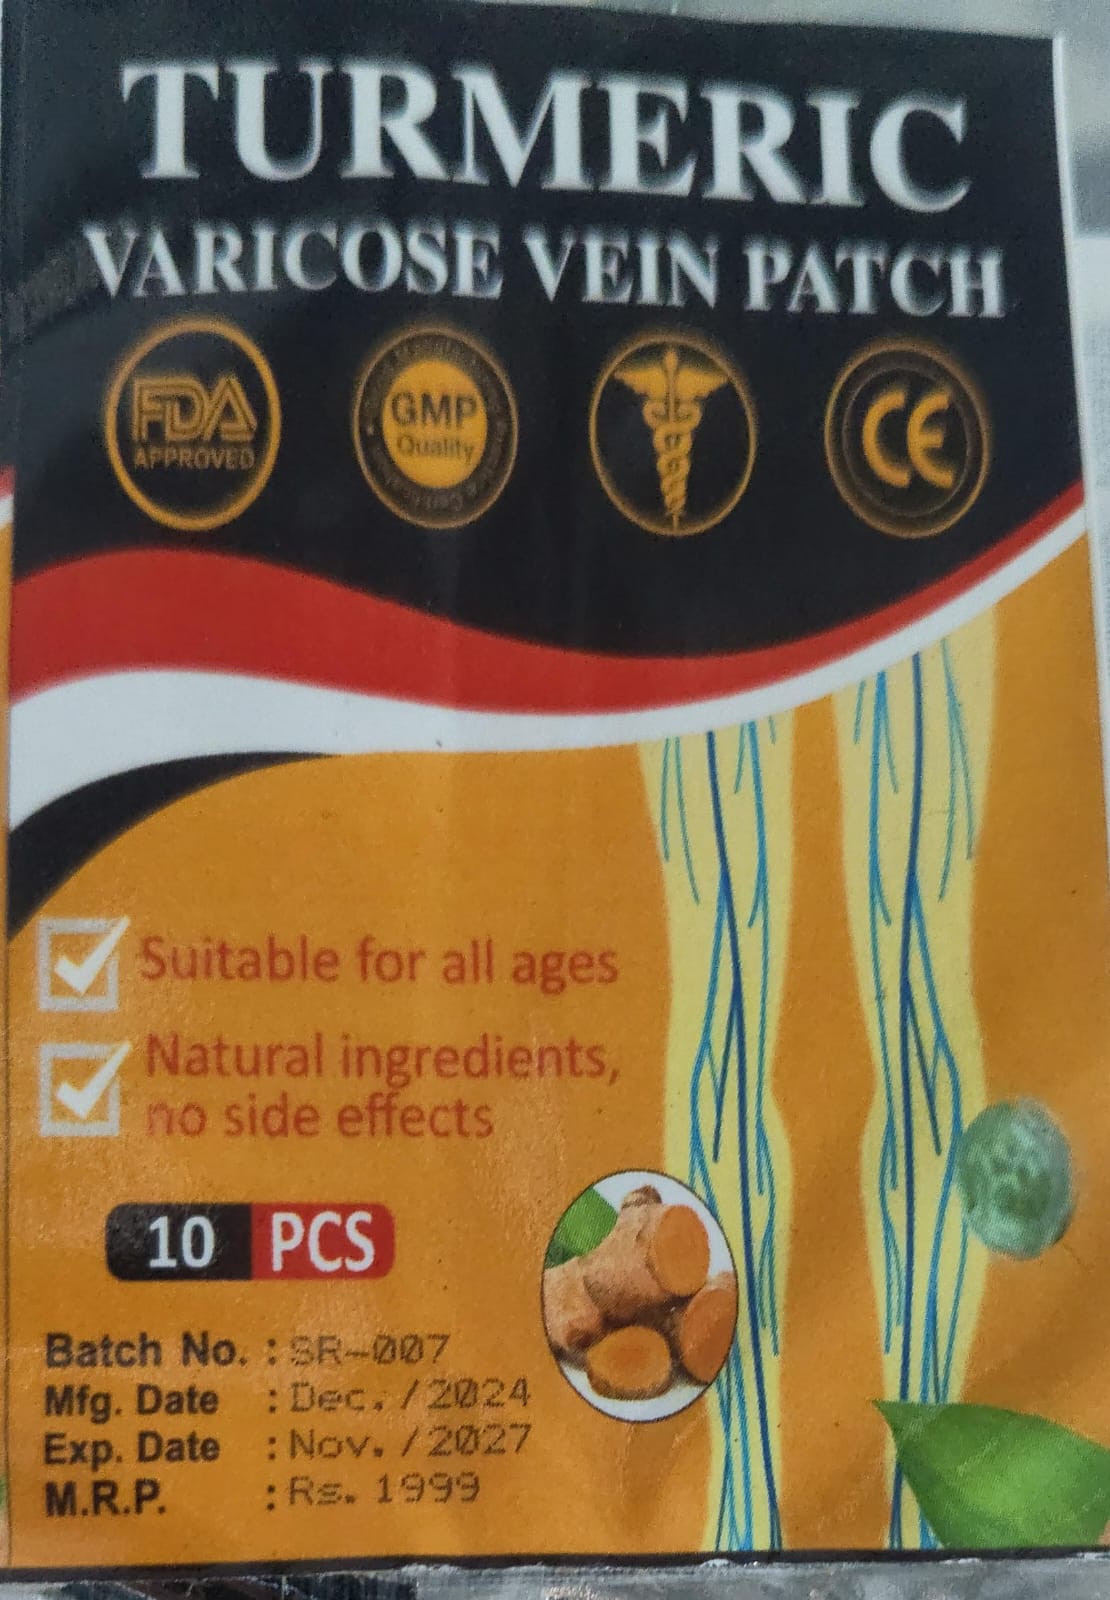 TURMERIC
VARICOSE VEIN PATCH
FDA
APPROVED
GMP
Quality
CE
Suitable for all ages
Natural ingredients,
no side effects
10 PCS
Batch No. : SR-007
Mfg. Date : Dec./2024
Exp. Date : Nov./2027
M.R.P. : Rs. 1999